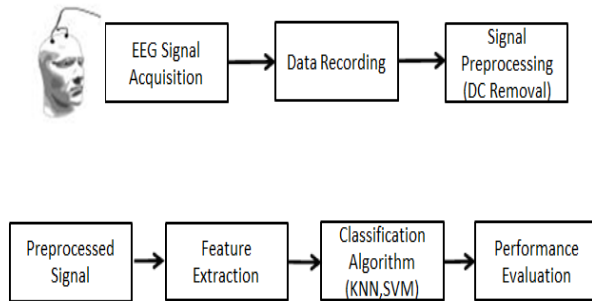 EEG Signal
Acquisition
Data Recording
Signal
Preprocessing
(DC Removal)
Preprocessed
Signal
Feature
Extraction
Classification
Algorithm
(KNN,SVM)
Performance
Evaluation